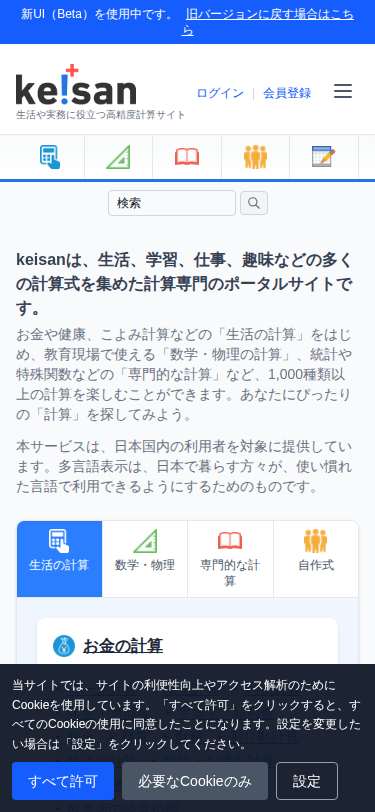 新UI（Beta）を使用中です。 旧バージョンに戻す場合はこち
ら
keisan
生活や実務に役立つ高精度計算サイト
ログイン | 会員登録
検索
keisanは、生活、学習、仕事、趣味などの多く
の計算式を集めた計算専門のポータルサイトで
す。
お金や健康、こよみ計算などの「生活の計算」をはじ
め、教育現場で使える「数学・物理の計算」、統計や
特殊関数などの「専門的な計算」など、1,000種類以
上の計算を楽しむことができます。あなたにぴったり
の「計算」を探してみよう。
本サービスは、日本国内の利用者を対象に提供してい
ます。多言語表示は、日本で暮らす方々が、使い慣れ
た言語で利用できるようにするためのものです。
生活の計算
数学・物理
専門的な計
算
自作式
お金の計算
当サイトでは、サイトの利便性向上やアクセス解析のために
Cookieを使用しています。「すべて許可」をクリックすると、す
べてのCookieの使用に同意したことになります。設定を変更した
い場合は「設定」をクリックしてください。
すべて許可
必要なCookieのみ
設定